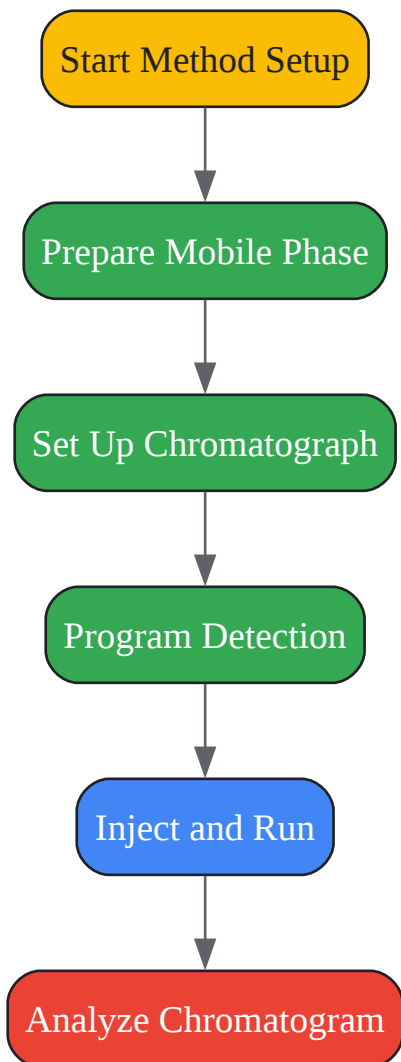 Start Method Setup
Prepare Mobile Phase
Set Up Chromatograph
Program Detection
Inject and Run
Analyze Chromatogram